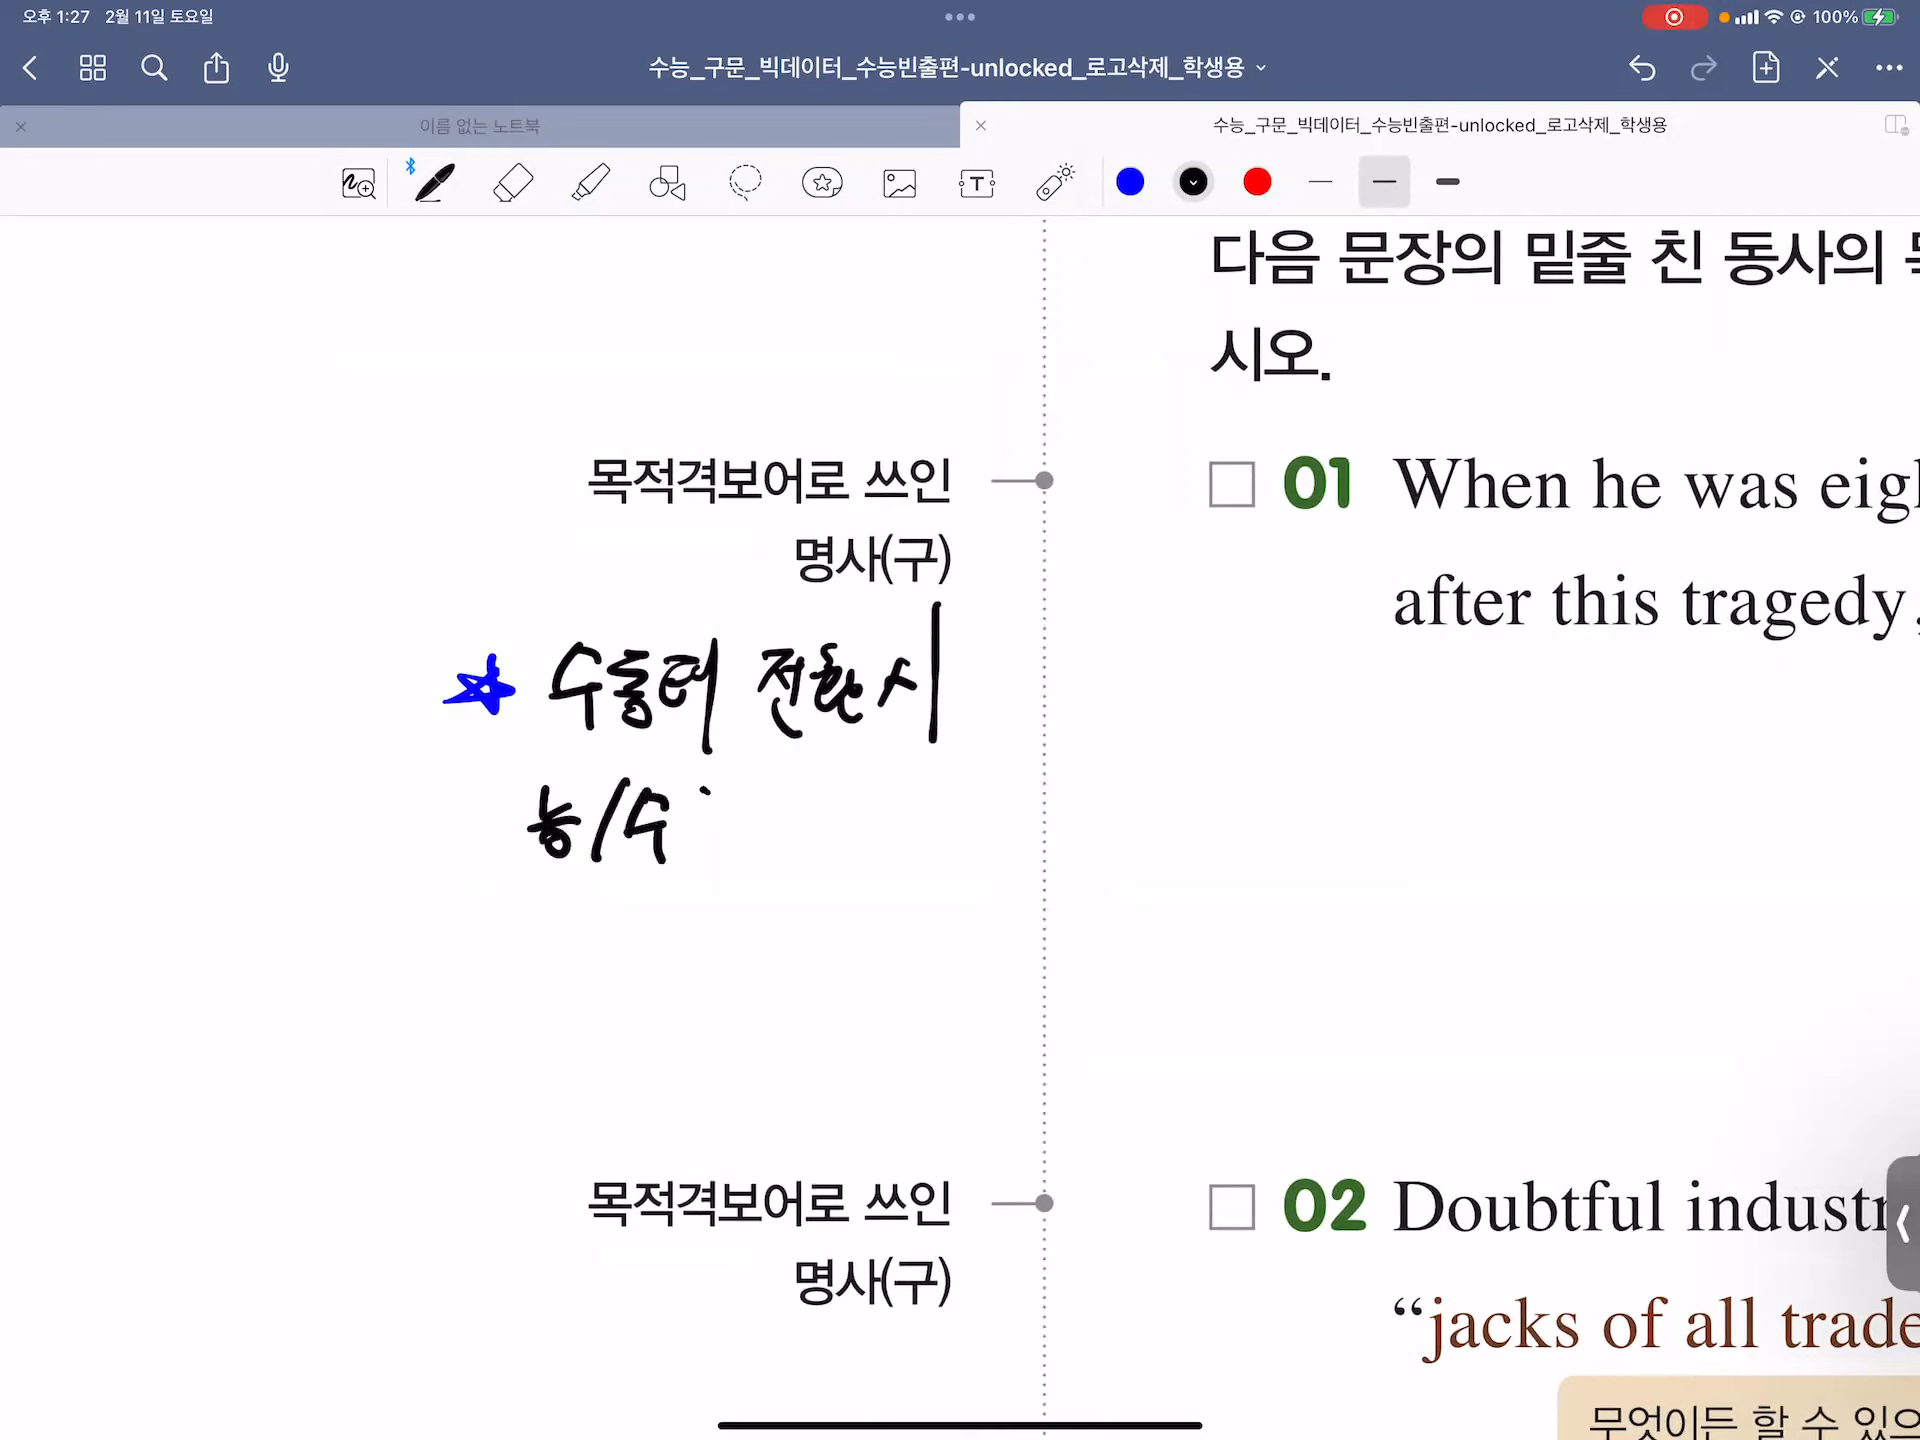 오후 1:27 2월 11일 토요일
100%
수능_구문_빅데이터_수능빈출편-unlocked_로고삭제_학생용
이름 없는 노트북
수능_구문_빅데이터_수능빈출편-unlocked_로고삭제_학생용
다음 문장의 밑줄 친 동사의
시오.
목적격보어로 쓰인
명사(구)
01 When he was eigh
after this tragedy,
수동태 전환 시
능/수
목적격보어로 쓰인
명사(구)
02 Doubtful industr
“jacks of all trade
무엇이든 할 수 있으